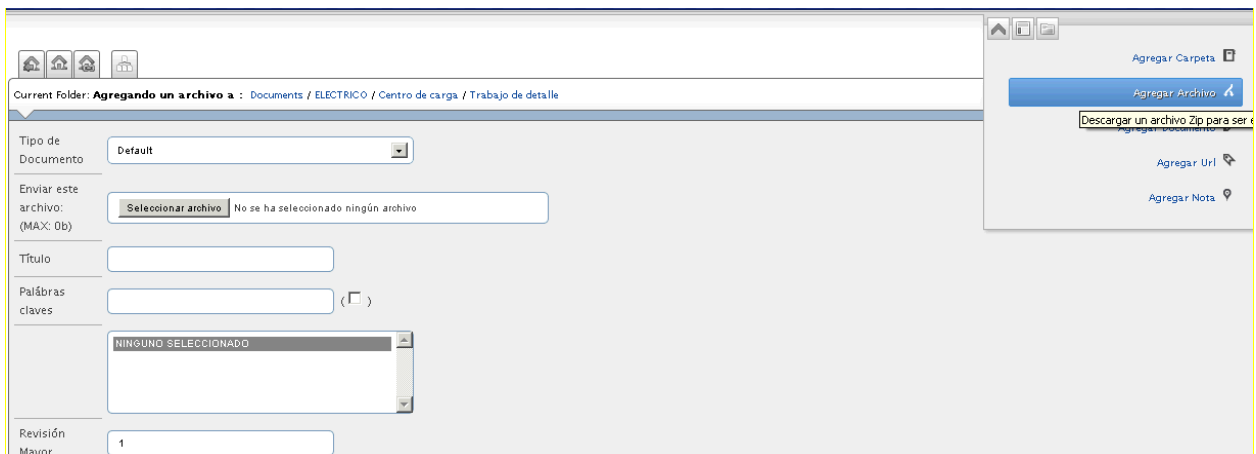 Current Folder: Agregando un archivo a : Documents / ELECTRICO / Centro de carga / Trabajo de detalle
Agregar Carpeta
Agregar Archivo
Descargar un archivo Zip para ser
Agregar Documento
Agregar Url
Agregar Nota
Tipo de
Documento
Default
Enviar este
archivo:
(MAX: 0b)
Seleccionar archivo No se ha seleccionado ningún archivo
Título
Palábras
claves
( )
NINGUNO SELECCIONADO
Revisión
Mayor
1